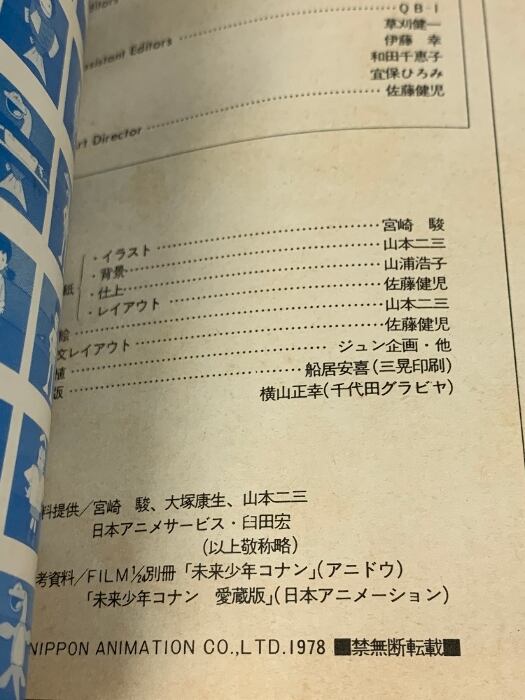 ditors ……… QB-1
草刈健一
ssistant Editors ……… 伊藤 幸
和田千恵子
宜保ひろみ
佐藤健児
rt Director ………
紙
・イラスト ……… 宮崎 駿
・背景 ……… 山本二三
・仕上 ……… 山浦浩子
・レイアウト ……… 佐藤健児
絵 ……… 山本二三
文レイアウト ……… 佐藤健児
植 ……… ジュン企画・他
……… 船居安喜(三晃印刷)
……… 横山正幸(千代田グラビヤ)
料提供/宮崎 駿、大塚康生、山本二三
日本アニメサービス・臼田宏
(以上敬称略)
考資料/FILM1/24別冊「未来少年コナン」(アニドウ)
「未来少年コナン 愛蔵版」(日本アニメーション)
NIPPON ANIMATION CO.,LTD.1978 ■禁無断転載■